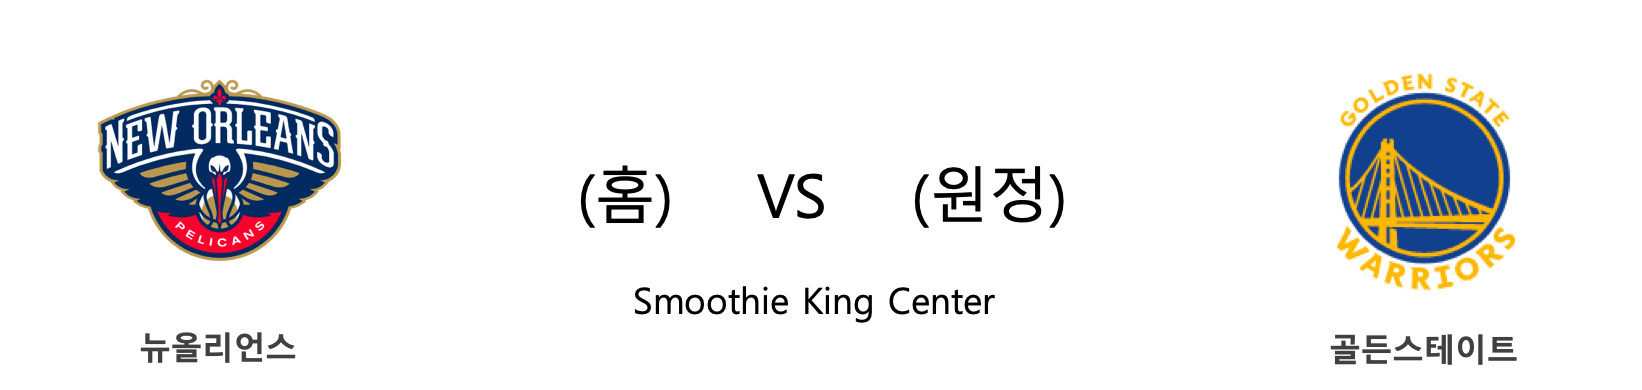 NEW ORLEANS
PELICANS
뉴올리언스
(홈) VS (원정)
Smoothie King Center
GOLDEN STATE
WARRIORS
골든스테이트